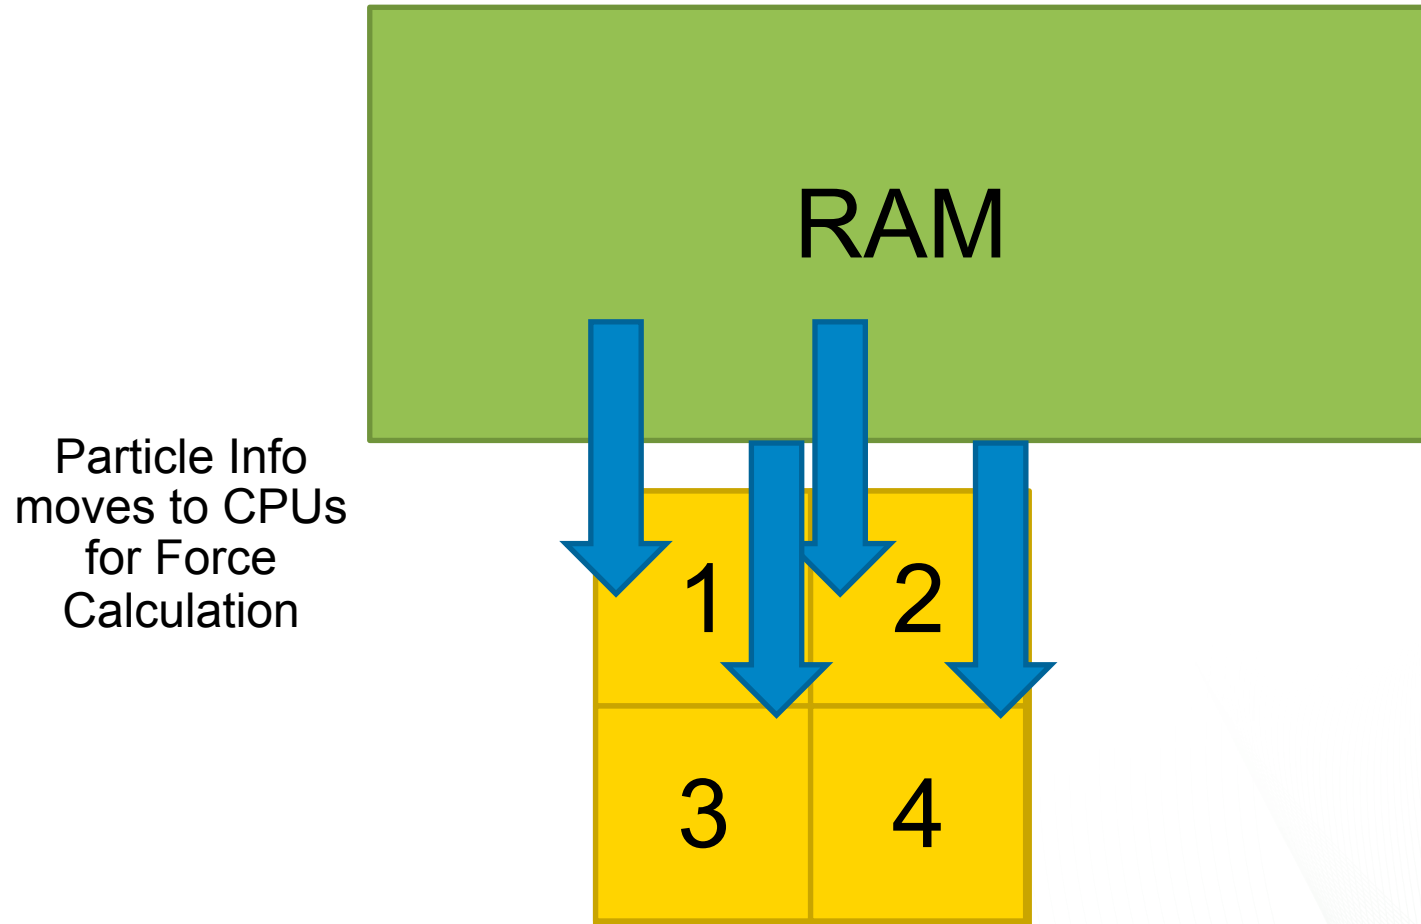 RAM
Particle Info
moves to CPUs
for Force
Calculation
1 2
3 4